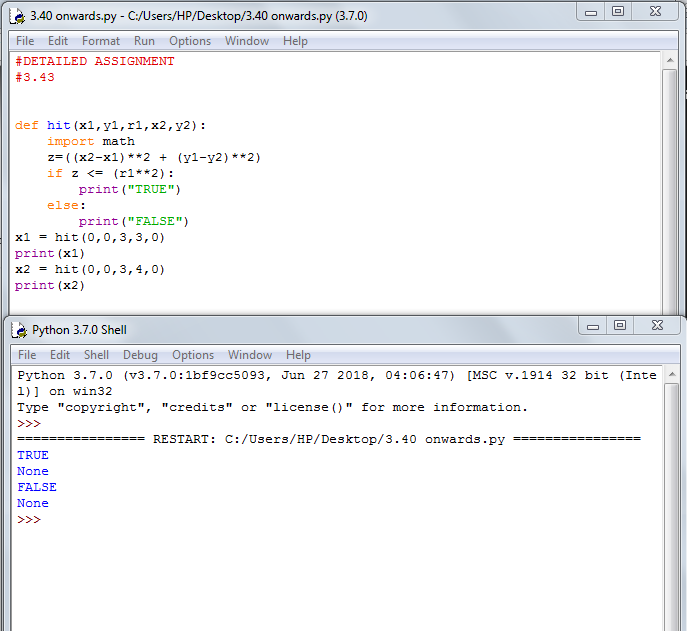 3.40 onwards.py - C:/Users/HP/Desktop/3.40 onwards.py (3.7.0)
File Edit Format Run Options Window Help
#DETAILED ASSIGNMENT
#3.43
def hit(x1,y1,r1,x2,y2):
    import math
    z=((x2-x1)**2 + (y1-y2)**2)
    if z <= (r1**2):
        print("TRUE")
    else:
        print("FALSE")
x1 = hit(0,0,3,3,0)
print(x1)
x2 = hit(0,0,3,4,0)
print(x2)
Python 3.7.0 Shell
File Edit Shell Debug Options Window Help
Python 3.7.0 (v3.7.0:1bf9cc5093, Jun 27 2018, 04:06:47) [MSC v.1914 32 bit (Inte
l)] on win32
Type "copyright", "credits" or "license()" for more information.
>>>
================ RESTART: C:/Users/HP/Desktop/3.40 onwards.py ================
TRUE
None
FALSE
None
>>>